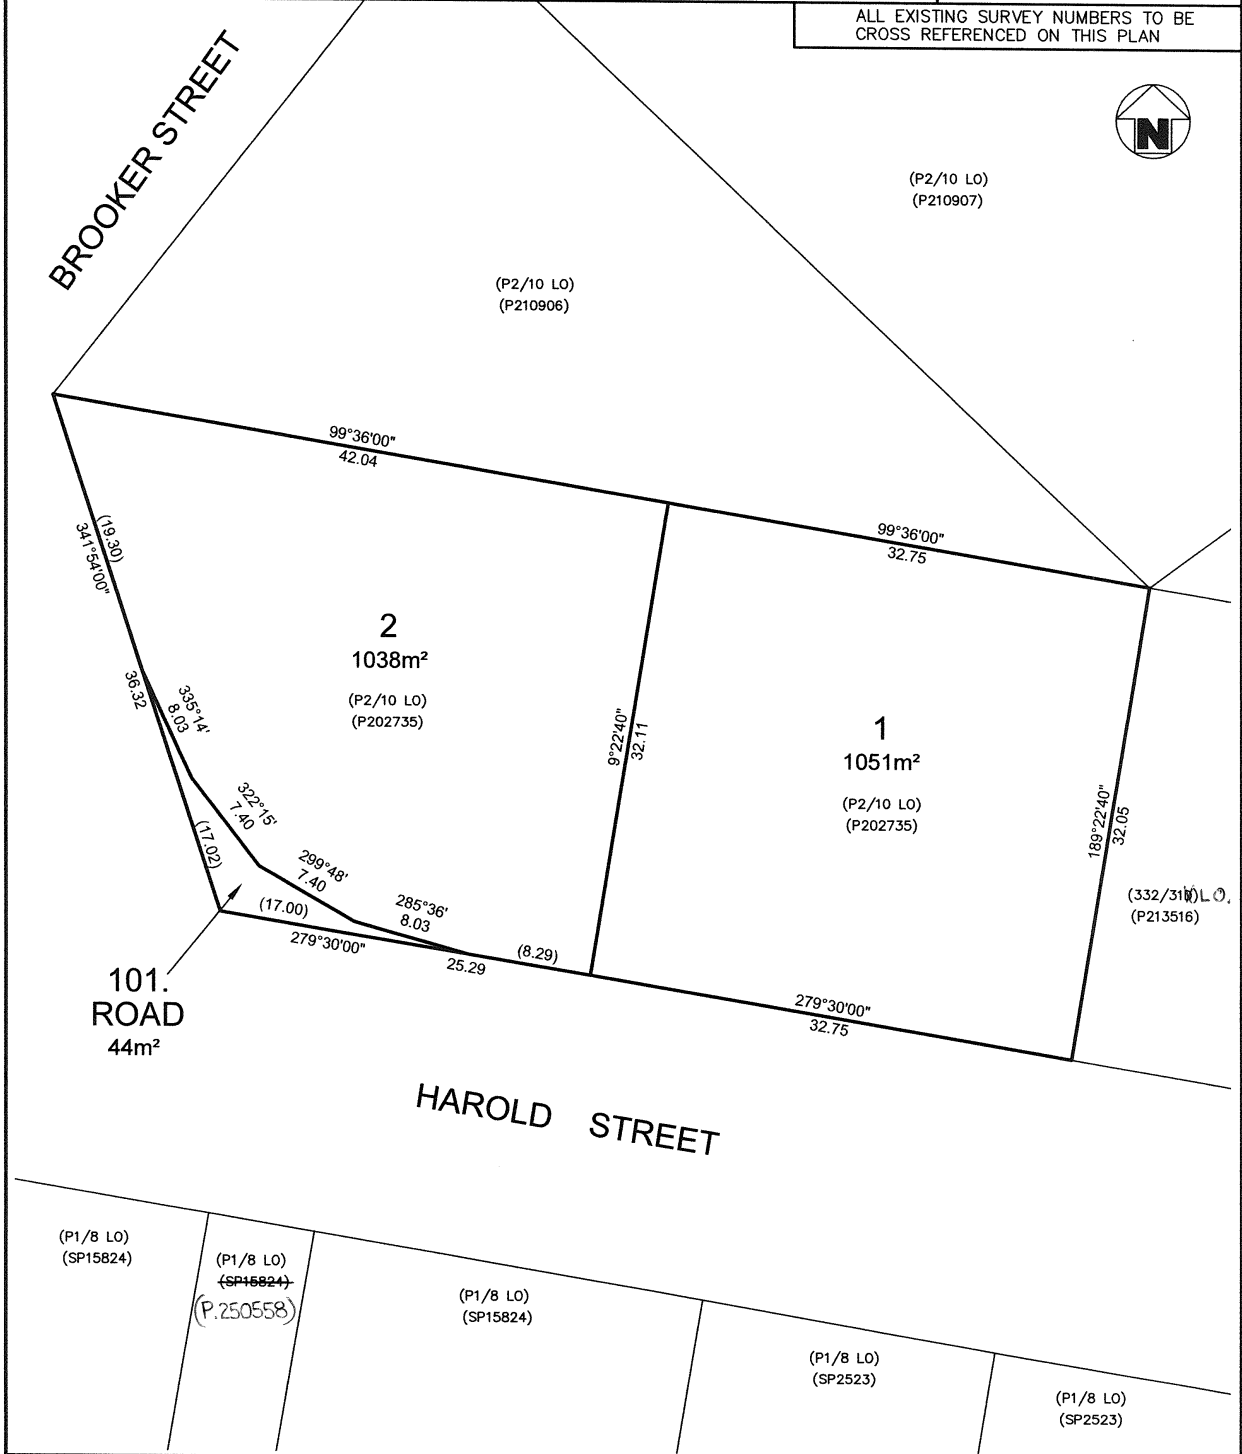 ALL EXISTING SURVEY NUMBERS TO BE
CROSS REFERENCED ON THIS PLAN
BROOKER STREET
N
(P2/10 LO)
(P210907)
(P2/10 LO)
(P210906)
99°36'00"
42.04
99°36'00"
32.75
(19.30)
341°54'00"
36.32
2
1038m²
(P2/10 LO)
(P202735)
335°14'
8.03
9°22'40"
32.11
1
1051m²
(P2/10 LO)
(P202735)
322°15'
7.40
189°22'40"
32.05
(17.02)
299°48'
7.40
(332/31 LO.
(P213516)
(17.00)
285°36'
8.03
279°30'00"
25.29
(8.29)
279°30'00"
32.75
101.
ROAD
44m²
HAROLD STREET
(P1/8 LO)
(SP15824)
(P1/8 LO)
(SP15824)
(P.250558)
(P1/8 LO)
(SP15824)
(P1/8 LO)
(SP2523)
(P1/8 LO)
(SP2523)